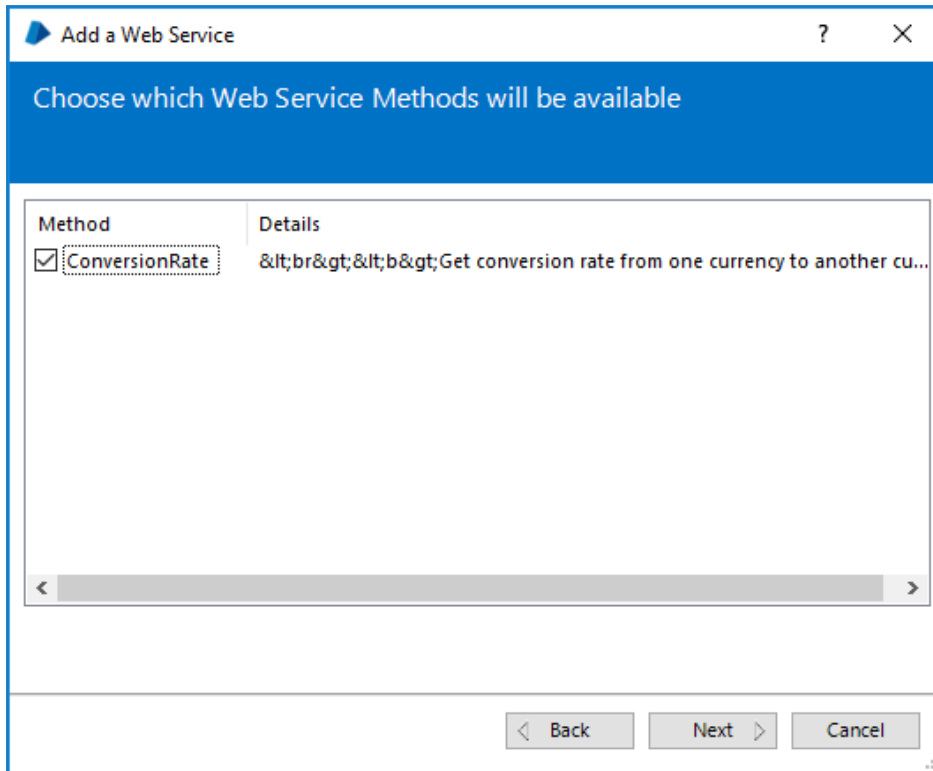 Add a Web Service ?
Choose which Web Service Methods will be available
Method Details
ConversionRate &lt;br&gt;&lt;b&gt;Get conversion rate from one currency to another cu...
Back Next Cancel